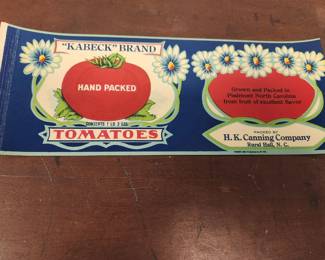 "KABECK" BRAND
HAND PACKED
CONTENTS 1 LB 3 OZS.
TOMATOES
Grown and Packed in
Piedmont North Carolina
from fruit of excellent flavor
PACKED BY
H. K. Canning Company
Rural Hall, N. C.